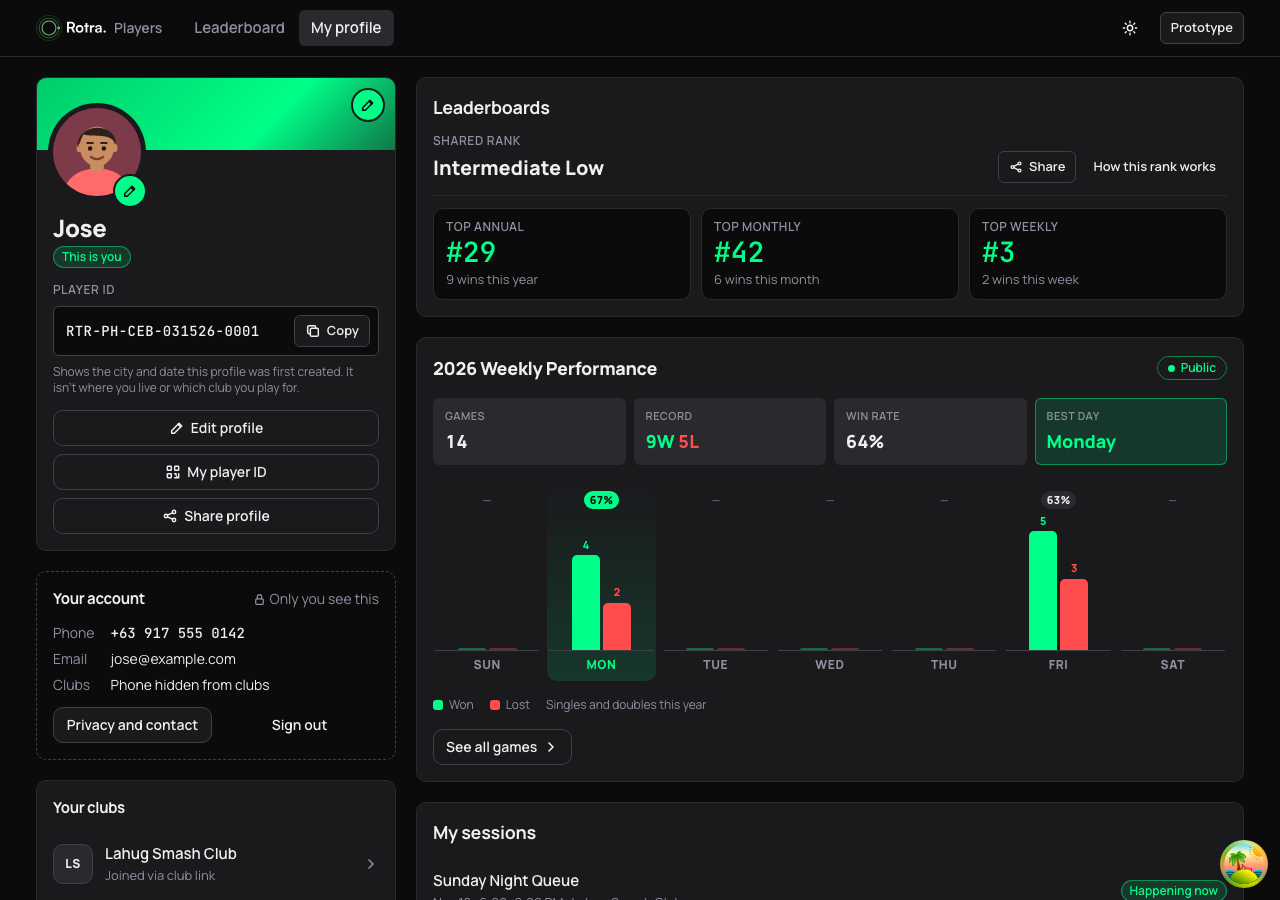 Rotra. Players Leaderboard My profile Prototype
Jose
This is you
PLAYER ID
RTR-PH-CEB-031526-0001 Copy
Shows the city and date this profile was first created. It
isn't where you live or which club you play for.
Edit profile
My player ID
Share profile
Your account Only you see this
Phone +63 917 555 0142
Email jose@example.com
Clubs Phone hidden from clubs
Privacy and contact Sign out
Your clubs
LS Lahug Smash Club
Joined via club link
Leaderboards
SHARED RANK
Intermediate Low Share How this rank works
TOP ANNUAL
#29
9 wins this year
TOP MONTHLY
#42
6 wins this month
TOP WEEKLY
#3
2 wins this week
2026 Weekly Performance Public
GAMES
14
RECORD
9W 5L
WIN RATE
64%
BEST DAY
Monday
– 67% – – – 63% –
4 2 5 3
SUN MON TUE WED THU FRI SAT
Won Lost Singles and doubles this year
See all games
My sessions
Sunday Night Queue
Happening now